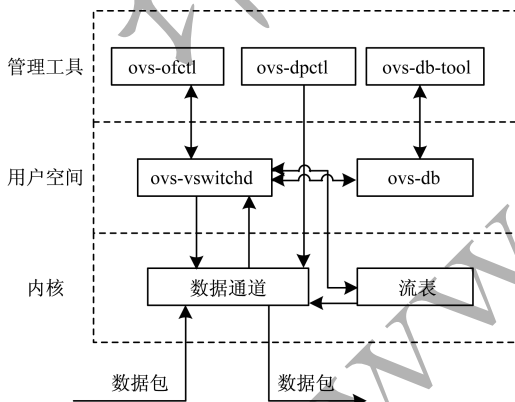 管理工具
ovs-ofctl
ovs-dpctl
ovs-db-tool
用户空间
ovs-vswitchd
ovs-db
内核
数据通道
流表
数据包
数据包